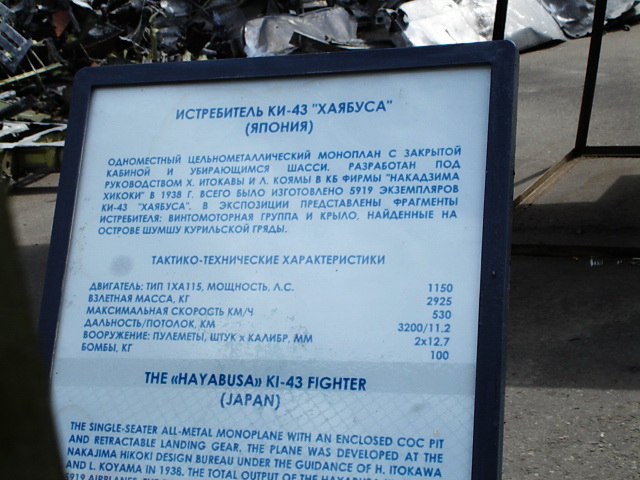 ИСТРЕБИТЕЛЬ КИ-43 "ХАЯБУСА"
(ЯПОНИЯ)
ОДНОМЕСТНЫЙ ЦЕЛЬНОМЕТАЛЛИЧЕСКИЙ МОНОПЛАН С ЗАКРЫТОЙ
КАБИНОЙ И УБИРАЮЩИМСЯ ШАССИ. РАЗРАБОТАН ПОД
РУКОВОДСТВОМ Х. ИТОКАВЫ И Л. КОЯМЫ В КБ ФИРМЫ "НАКАДЗИМА
ХИКОКИ" В 1938 Г. ВСЕГО БЫЛО ИЗГОТОВЛЕНО 5919 ЭКЗЕМПЛЯРОВ
КИ-43 "ХАЯБУСА". В ЭКСПОЗИЦИИ ПРЕДСТАВЛЕНЫ ФРАГМЕНТЫ
ИСТРЕБИТЕЛЯ: ВИНТОМОТОРНАЯ ГРУППА И КРЫЛО, НАЙДЕННЫЕ НА
ОСТРОВЕ ШУМШУ КУРИЛЬСКОЙ ГРЯДЫ.
ТАКТИКО-ТЕХНИЧЕСКИЕ ХАРАКТЕРИСТИКИ
ДВИГАТЕЛЬ: ТИП 1ХА115, МОЩНОСТЬ, Л.С. 1150
ВЗЛЕТНАЯ МАССА, КГ 2925
МАКСИМАЛЬНАЯ СКОРОСТЬ КМ/Ч 530
ДАЛЬНОСТЬ/ПОТОЛОК, КМ 3200/11.2
ВООРУЖЕНИЕ: ПУЛЕМЕТЫ, ШТУК х КАЛИБР, ММ 2х12.7
БОМБЫ, КГ 100
THE «HAYABUSA» KI-43 FIGHTER
(JAPAN)
THE SINGLE-SEATER ALL-METAL MONOPLANE WITH AN ENCLOSED COC PIT
AND RETRACTABLE LANDING GEAR. THE PLANE WAS DEVELOPED AT THE
NAKAJIMA HIKOKI DESIGN BUREAU UNDER THE GUIDANCE OF H. ITOKAWA
AND L. KOYAMA IN 1938. THE TOTAL OUTPUT OF THE HAYABUSA
5919 AIRPLANES.